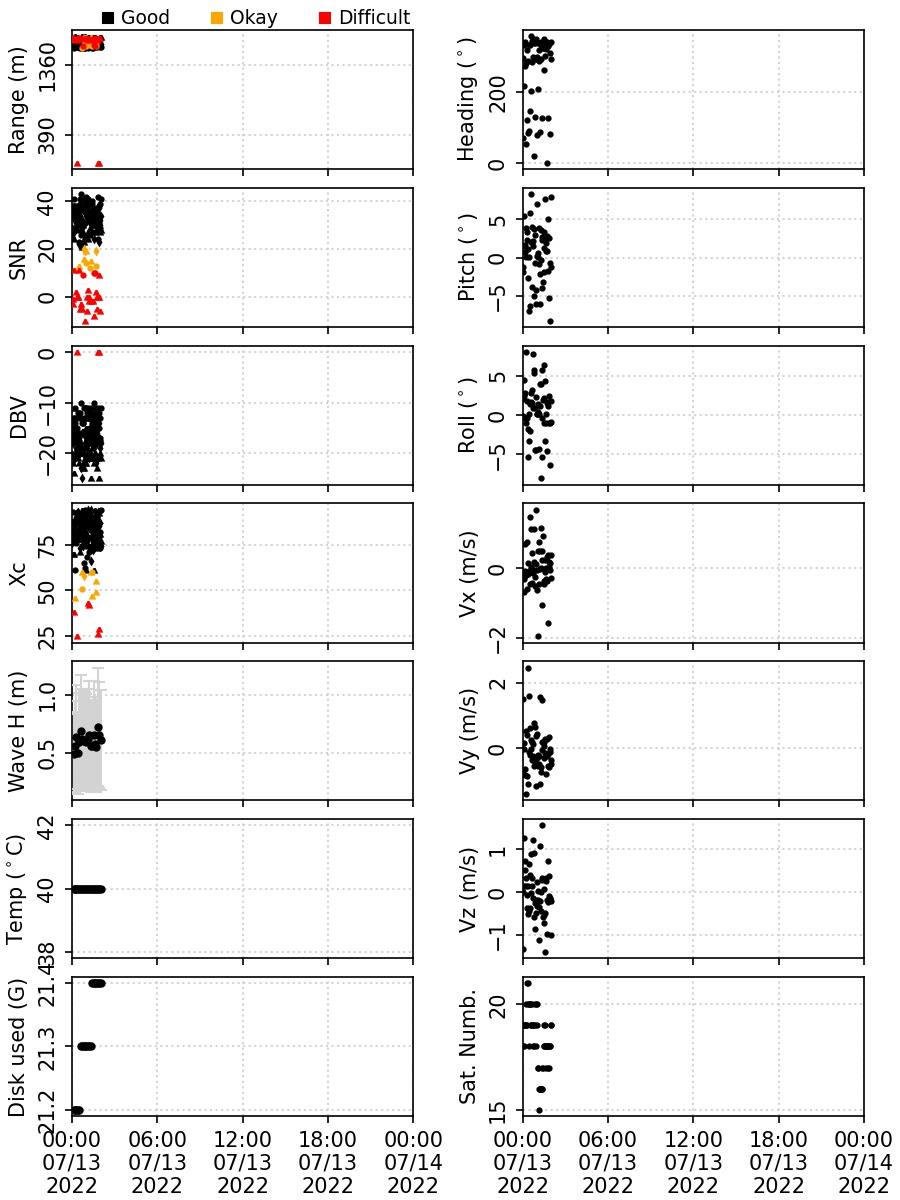 Good Okay Difficult
Range (m)
1360
390
Heading (°)
200
0
SNR
40
20
0
Pitch (°)
5
0
−5
DBV
0
−10
−20
Roll (°)
5
0
−5
Xc
75
50
25
Vx (m/s)
0
−2
Wave H (m)
1.0
0.5
Vy (m/s)
2
0
Temp (°C)
42
40
38
Vz (m/s)
1
0
−1
Disk used (G)
21.4
21.3
21.2
Sat. Numb.
20
15
00:00 06:00 12:00 18:00 00:00 00:00 06:00 12:00 18:00 00:00
07/13 07/13 07/13 07/13 07/14 07/13 07/13 07/13 07/13 07/14
2022 2022 2022 2022 2022 2022 2022 2022 2022 2022